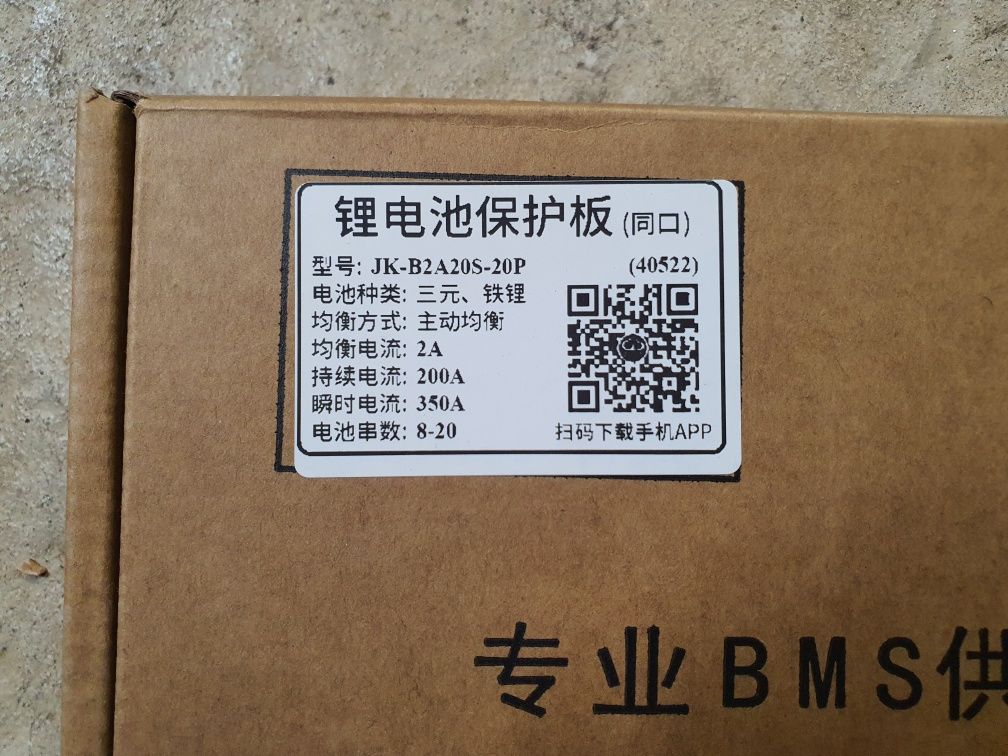 锂电池保护板(同口)
型号: JK-B2A20S-20P (40522)
电池种类: 三元、铁锂
均衡方式: 主动均衡
均衡电流: 2A
持续电流: 200A
瞬时电流: 350A
电池串数: 8-20
扫码下载手机APP
专业BMS供